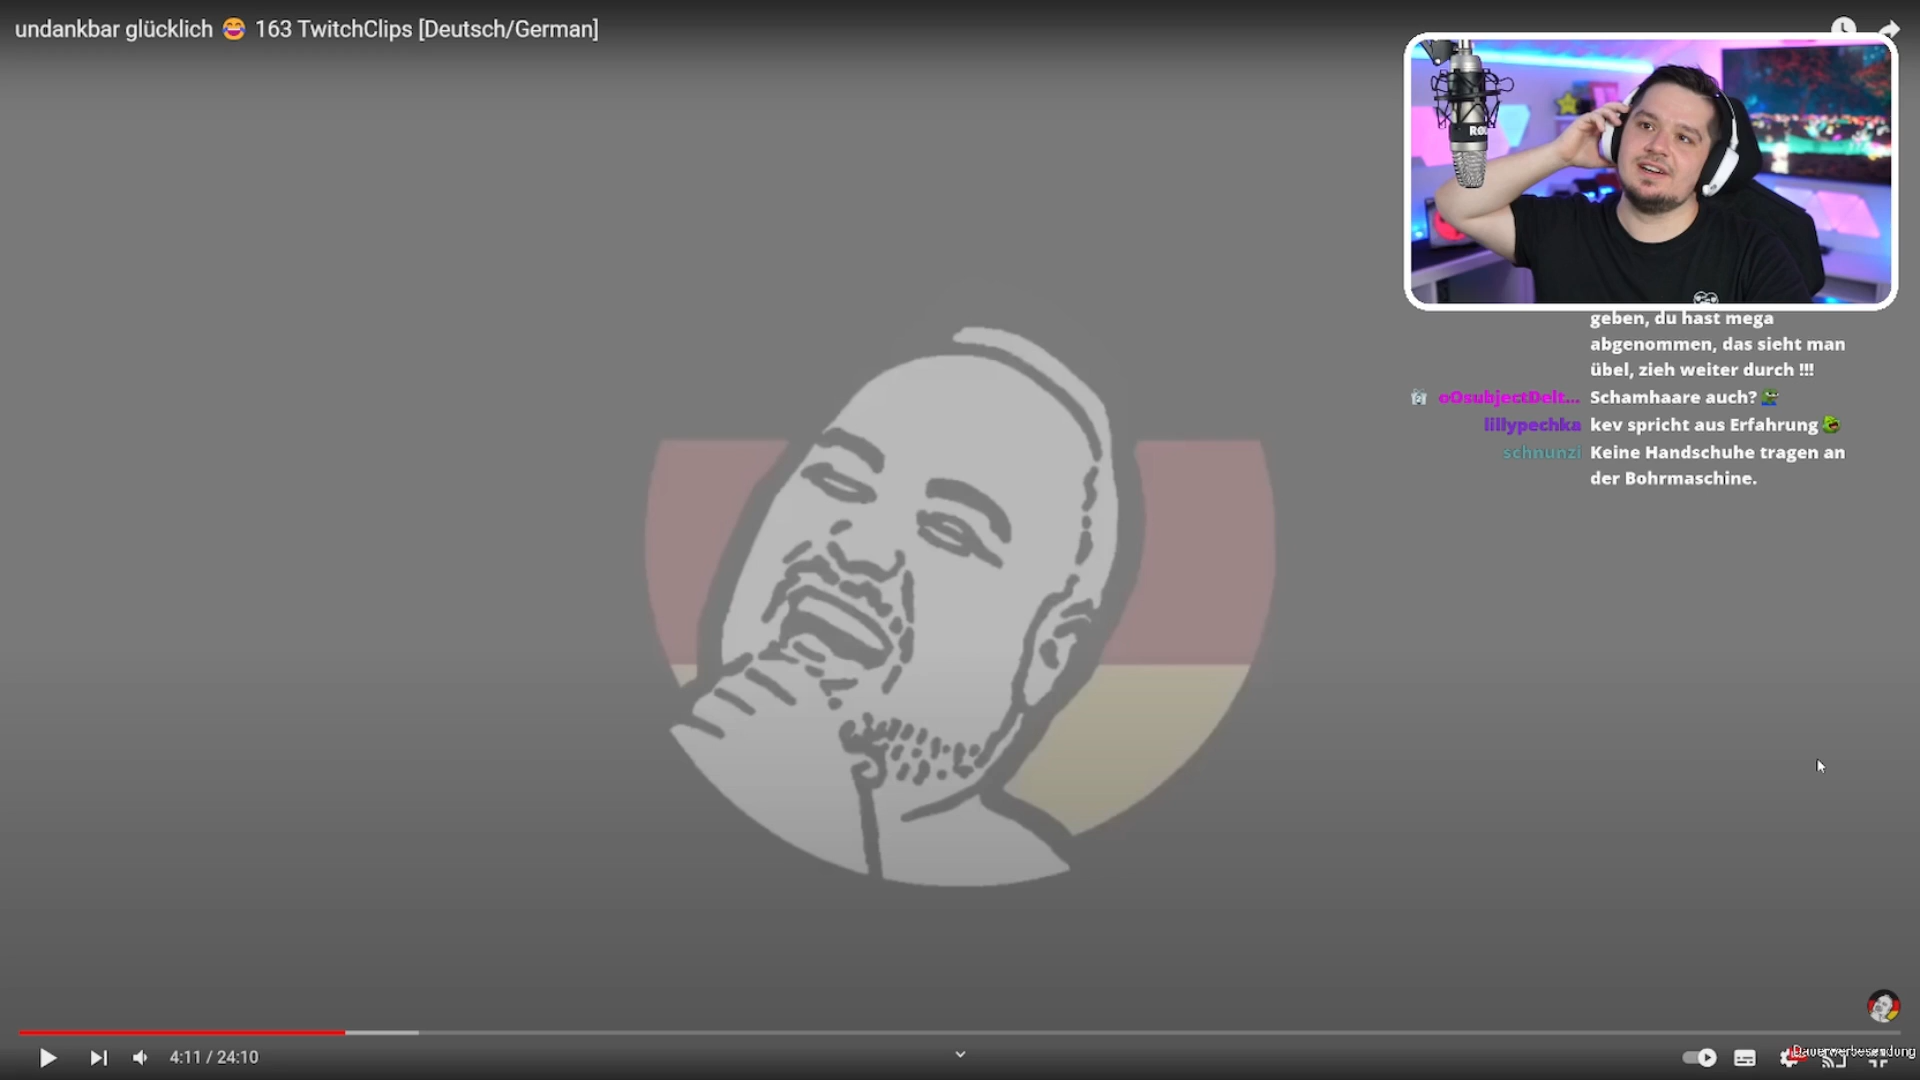 undankbar glücklich 😂 163 TwitchClips [Deutsch/German]
geben, du hast mega
abgenommen, das sieht man
übel, zieh weiter durch !!!
oOsubjectDelt... Schamhaare auch?
lillypechka kev spricht aus Erfahrung
schnunzi Keine Handschuhe tragen an
der Bohrmaschine.
4:11 / 24:10
Dauerwerbesendung